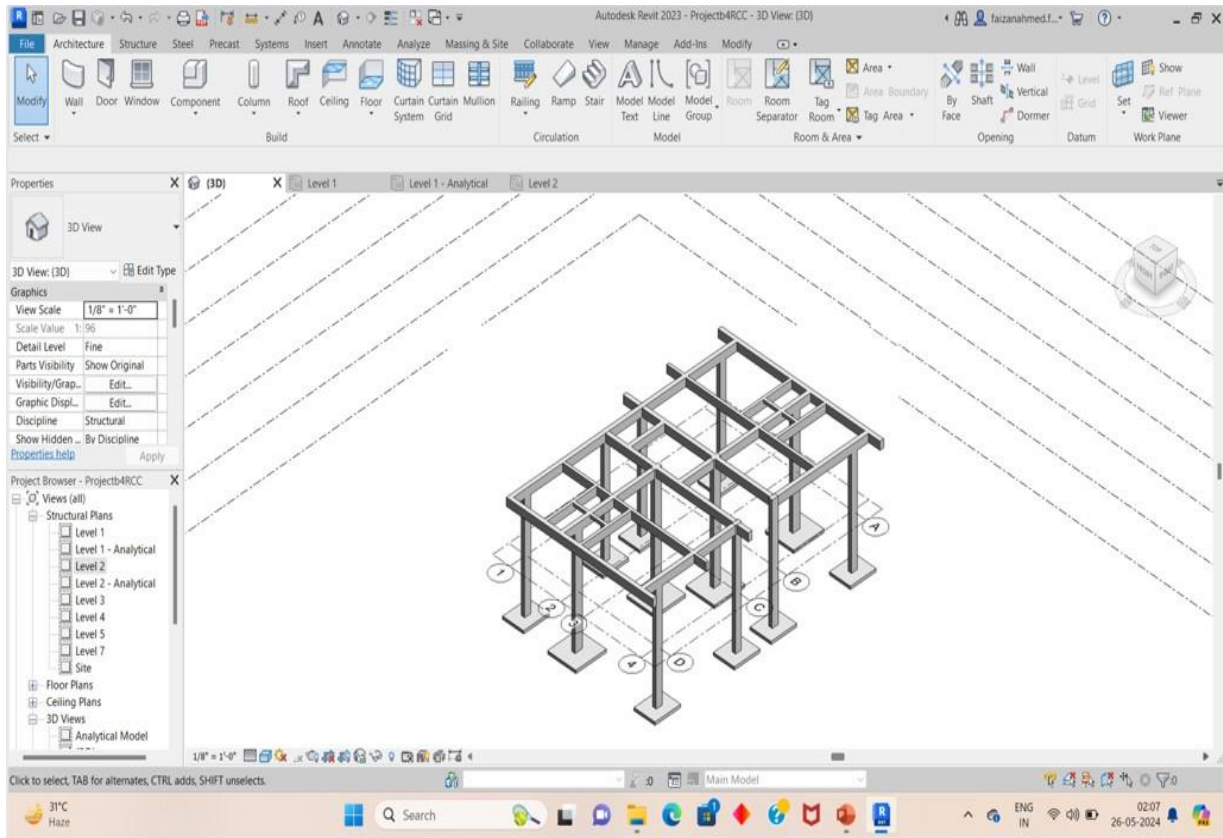 Autodesk Revit 2023 - Projectb4RCC - 3D View: {3D}
faizanahmed.f...
File Architecture Structure Steel Precast Systems Insert Annotate Analyze Massing & Site Collaborate View Manage Add-Ins Modify
Modify Wall Door Window Component Column Roof Ceiling Floor Curtain System Curtain Grid Mullion Railing Ramp Stair Model Text Model Line Model Group Room Room Separator Tag Room
Area
Area Boundary
Tag Area
By Face Shaft
Wall
Vertical
Dormer
Level
Grid
Set
Show
Ref Plane
Viewer
Select Build Circulation Model Room & Area Opening Datum Work Plane
Properties X
{3D} X Level 1 Level 1 - Analytical Level 2
3D View
3D View: {3D} Edit Type
Graphics
View Scale 1/8" = 1'-0"
Scale Value 1: 96
Detail Level Fine
Parts Visibility Show Original
Visibility/Grap... Edit...
Graphic Displ... Edit...
Discipline Structural
Show Hidden ... By Discipline
Properties help Apply
Project Browser - Projectb4RCC X
Views (all)
Structural Plans
Level 1
Level 1 - Analytical
Level 2
Level 2 - Analytical
Level 3
Level 4
Level 5
Level 7
Site
Floor Plans
Ceiling Plans
3D Views
Analytical Model
TOP
A
B
1
C
2
3
4
D
1/8" = 1'-0"
Click to select, TAB for alternates, CTRL adds, SHIFT unselects.
:0 Main Model
:0
31°C
Haze
Search
ENG
IN
02:07
26-05-2024